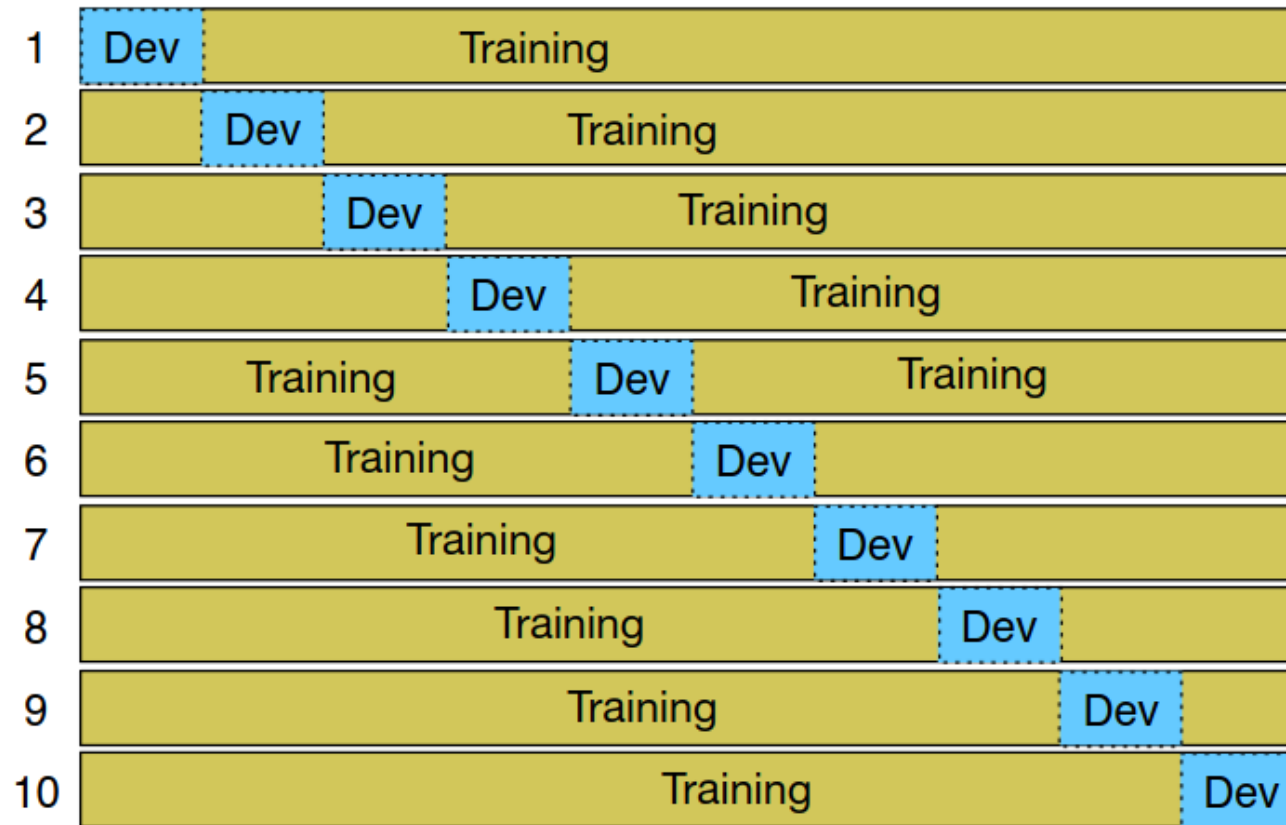 1 Dev Training
2 Dev Training
3 Dev Training
4 Dev Training
5 Training Dev Training
6 Training Dev
7 Training Dev
8 Training Dev
9 Training Dev
10 Training Dev